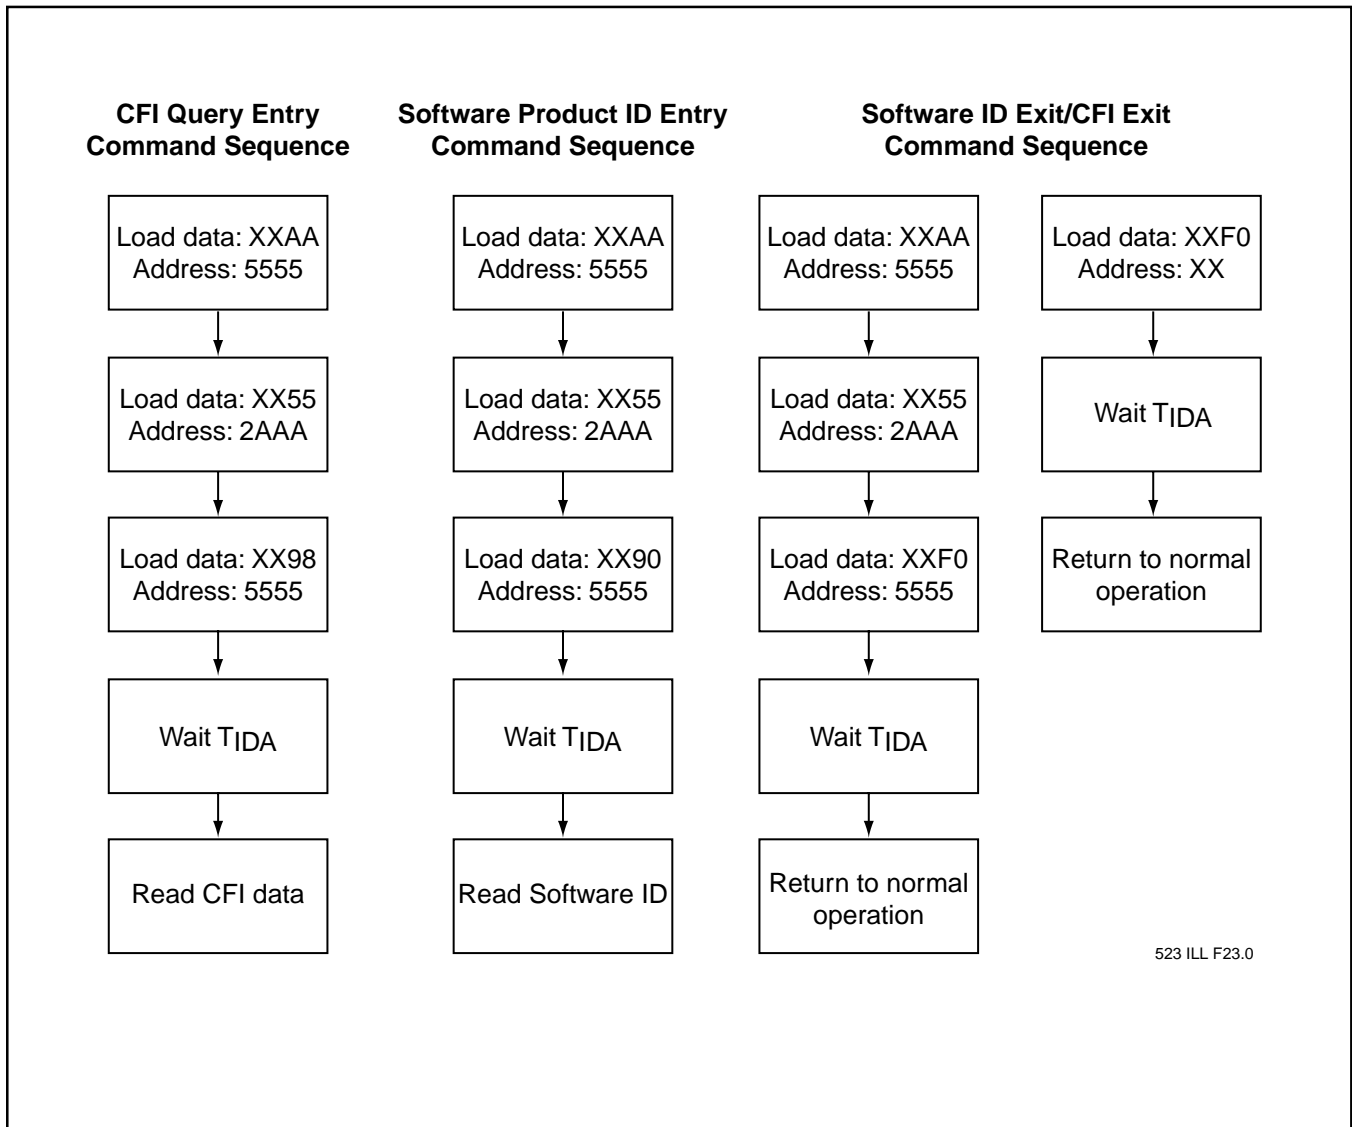 CFI Query Entry
Command Sequence
Load data: XXAA
Address: 5555
Load data: XX55
Address: 2AAA
Load data: XX98
Address: 5555
Wait TIDA
Read CFI data
Software Product ID Entry
Command Sequence
Load data: XXAA
Address: 5555
Load data: XX55
Address: 2AAA
Load data: XX90
Address: 5555
Wait TIDA
Read Software ID
Software ID Exit/CFI Exit
Command Sequence
Load data: XXAA
Address: 5555
Load data: XX55
Address: 2AAA
Load data: XXF0
Address: 5555
Wait TIDA
Return to normal
operation
Load data: XXF0
Address: XX
Wait TIDA
Return to normal
operation
523 ILL F23.0